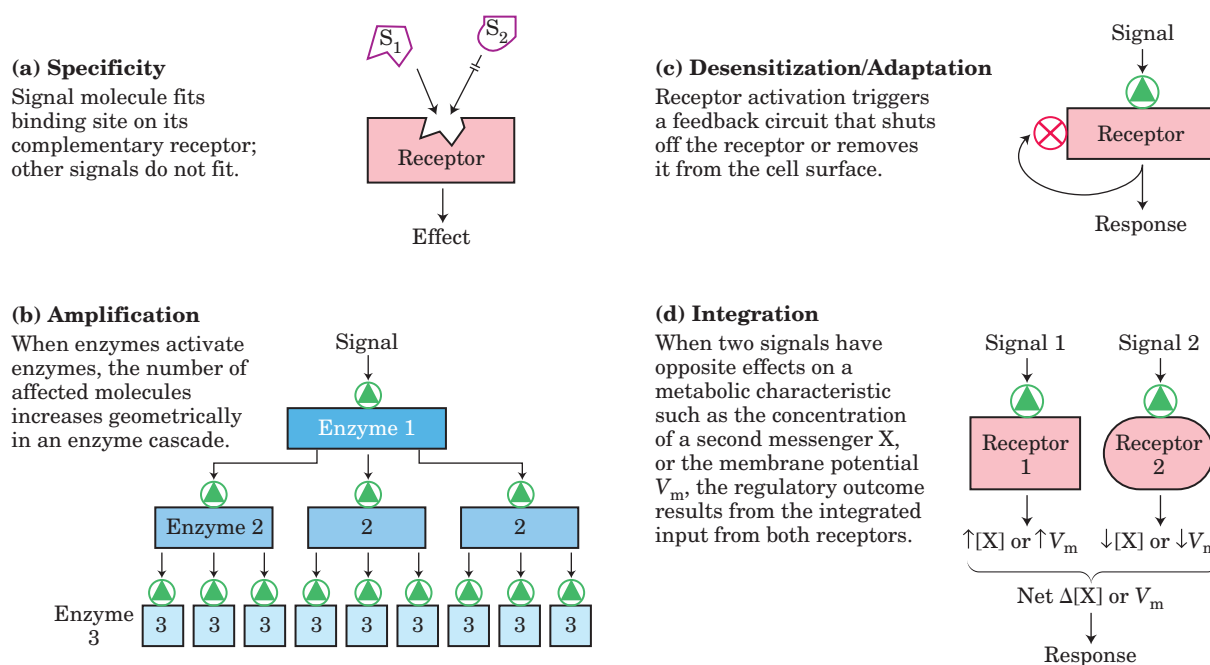 (a) Specificity
Signal molecule fits
binding site on its
complementary receptor;
other signals do not fit.
S1
S2
Receptor
Effect
(c) Desensitization/Adaptation
Receptor activation triggers
a feedback circuit that shuts
off the receptor or removes
it from the cell surface.
Signal
Receptor
Response
(b) Amplification
When enzymes activate
enzymes, the number of
affected molecules
increases geometrically
in an enzyme cascade.
Signal
Enzyme 1
Enzyme 2
2
2
Enzyme
3
3 3 3 3 3 3 3 3 3
(d) Integration
When two signals have
opposite effects on a
metabolic characteristic
such as the concentration
of a second messenger X,
or the membrane potential
Vm, the regulatory outcome
results from the integrated
input from both receptors.
Signal 1
Signal 2
Receptor
1
Receptor
2
↑[X] or ↑Vm
↓[X] or ↓Vm
Net Δ[X] or Vm
Response